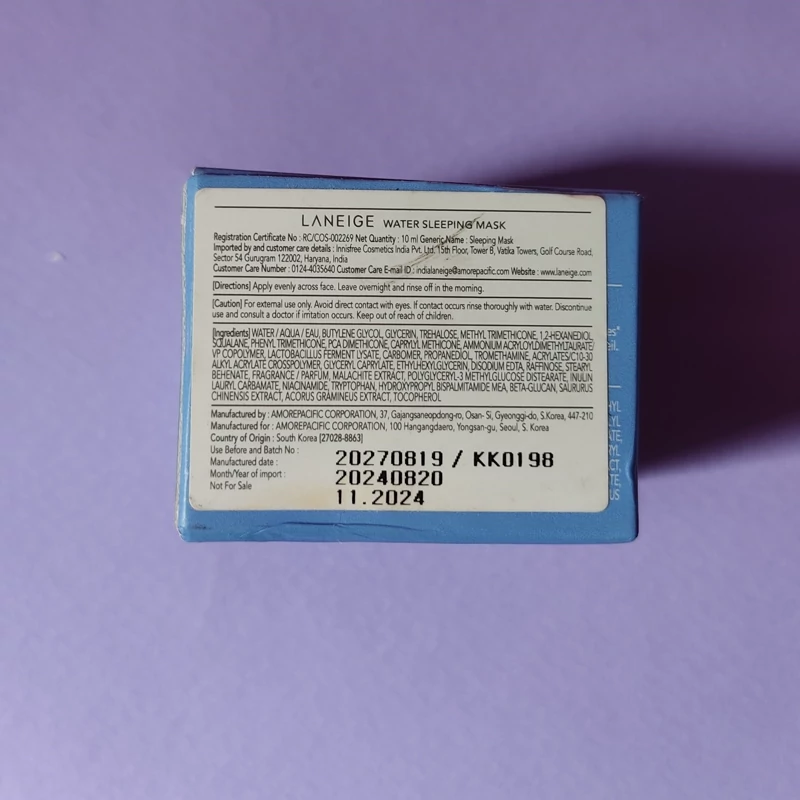 LANEIGE WATER SLEEPING MASK
Registration Certificate No : RC/COS-002269 Net Quantity : 10 ml Generic Name : Sleeping Mask
Imported by and customer care details : Innisfree Cosmetics India Pvt. Ltd. 15th Floor, Tower B, Vatika Towers, Golf Course Road,
Sector 54 Gurugram 122002, Haryana, India
Customer Care Number : 0124-4035640 Customer Care E-mail ID : indialaneige@amorepacific.com Website : www.laneige.com
[Directions] Apply evenly across face. Leave overnight and rinse off in the morning.
[Caution] For external use only. Avoid direct contact with eyes. If contact occurs rinse thoroughly with water. Discontinue
use and consult a doctor if irritation occurs. Keep out of reach of children.
[Ingredients] WATER / AQUA / EAU, BUTYLENE GLYCOL, GLYCERIN, TREHALOSE, METHYL TRIMETHICONE, 1,2-HEXANEDIOL,
SQUALANE, PHENYL TRIMETHICONE, PCA DIMETHICONE, CAPRYLYL METHICONE, AMMONIUM ACRYLOYLDIMETHYLTAURATE/
VP COPOLYMER, LACTOBACILLUS FERMENT LYSATE, CARBOMER, PROPANEDIOL, TROMETHAMINE, ACRYLATES/C10-30
ALKYL ACRYLATE CROSSPOLYMER, GLYCERYL CAPRYLATE, ETHYLHEXYLGLYCERIN, DISODIUM EDTA, RAFFINOSE, STEARYL
BEHENATE, FRAGRANCE / PARFUM, MALACHITE EXTRACT, POLYGLYCERYL-3 METHYLGLUCOSE DISTEARATE, INULIN
LAURYL CARBAMATE, NIACINAMIDE, TRYPTOPHAN, HYDROXYPROPYL BISPALMITAMIDE MEA, BETA-GLUCAN, SAURURUS
CHINENSIS EXTRACT, ACORUS GRAMINEUS EXTRACT, TOCOPHEROL
Manufactured by : AMOREPACIFIC CORPORATION, 37, Gajangsaneopdong-ro, Osan- Si, Gyeonggi-do, S.Korea, 447-210
Manufactured for : AMOREPACIFIC CORPORATION, 100 Hangangdaero, Yongsan-gu, Seoul, S. Korea
Country of Origin : South Korea [27028-8863]
Use Before and Batch No : 20270819 / KK0198
Manufactured date : 20240820
Month/Year of import : 11.2024
Not For Sale